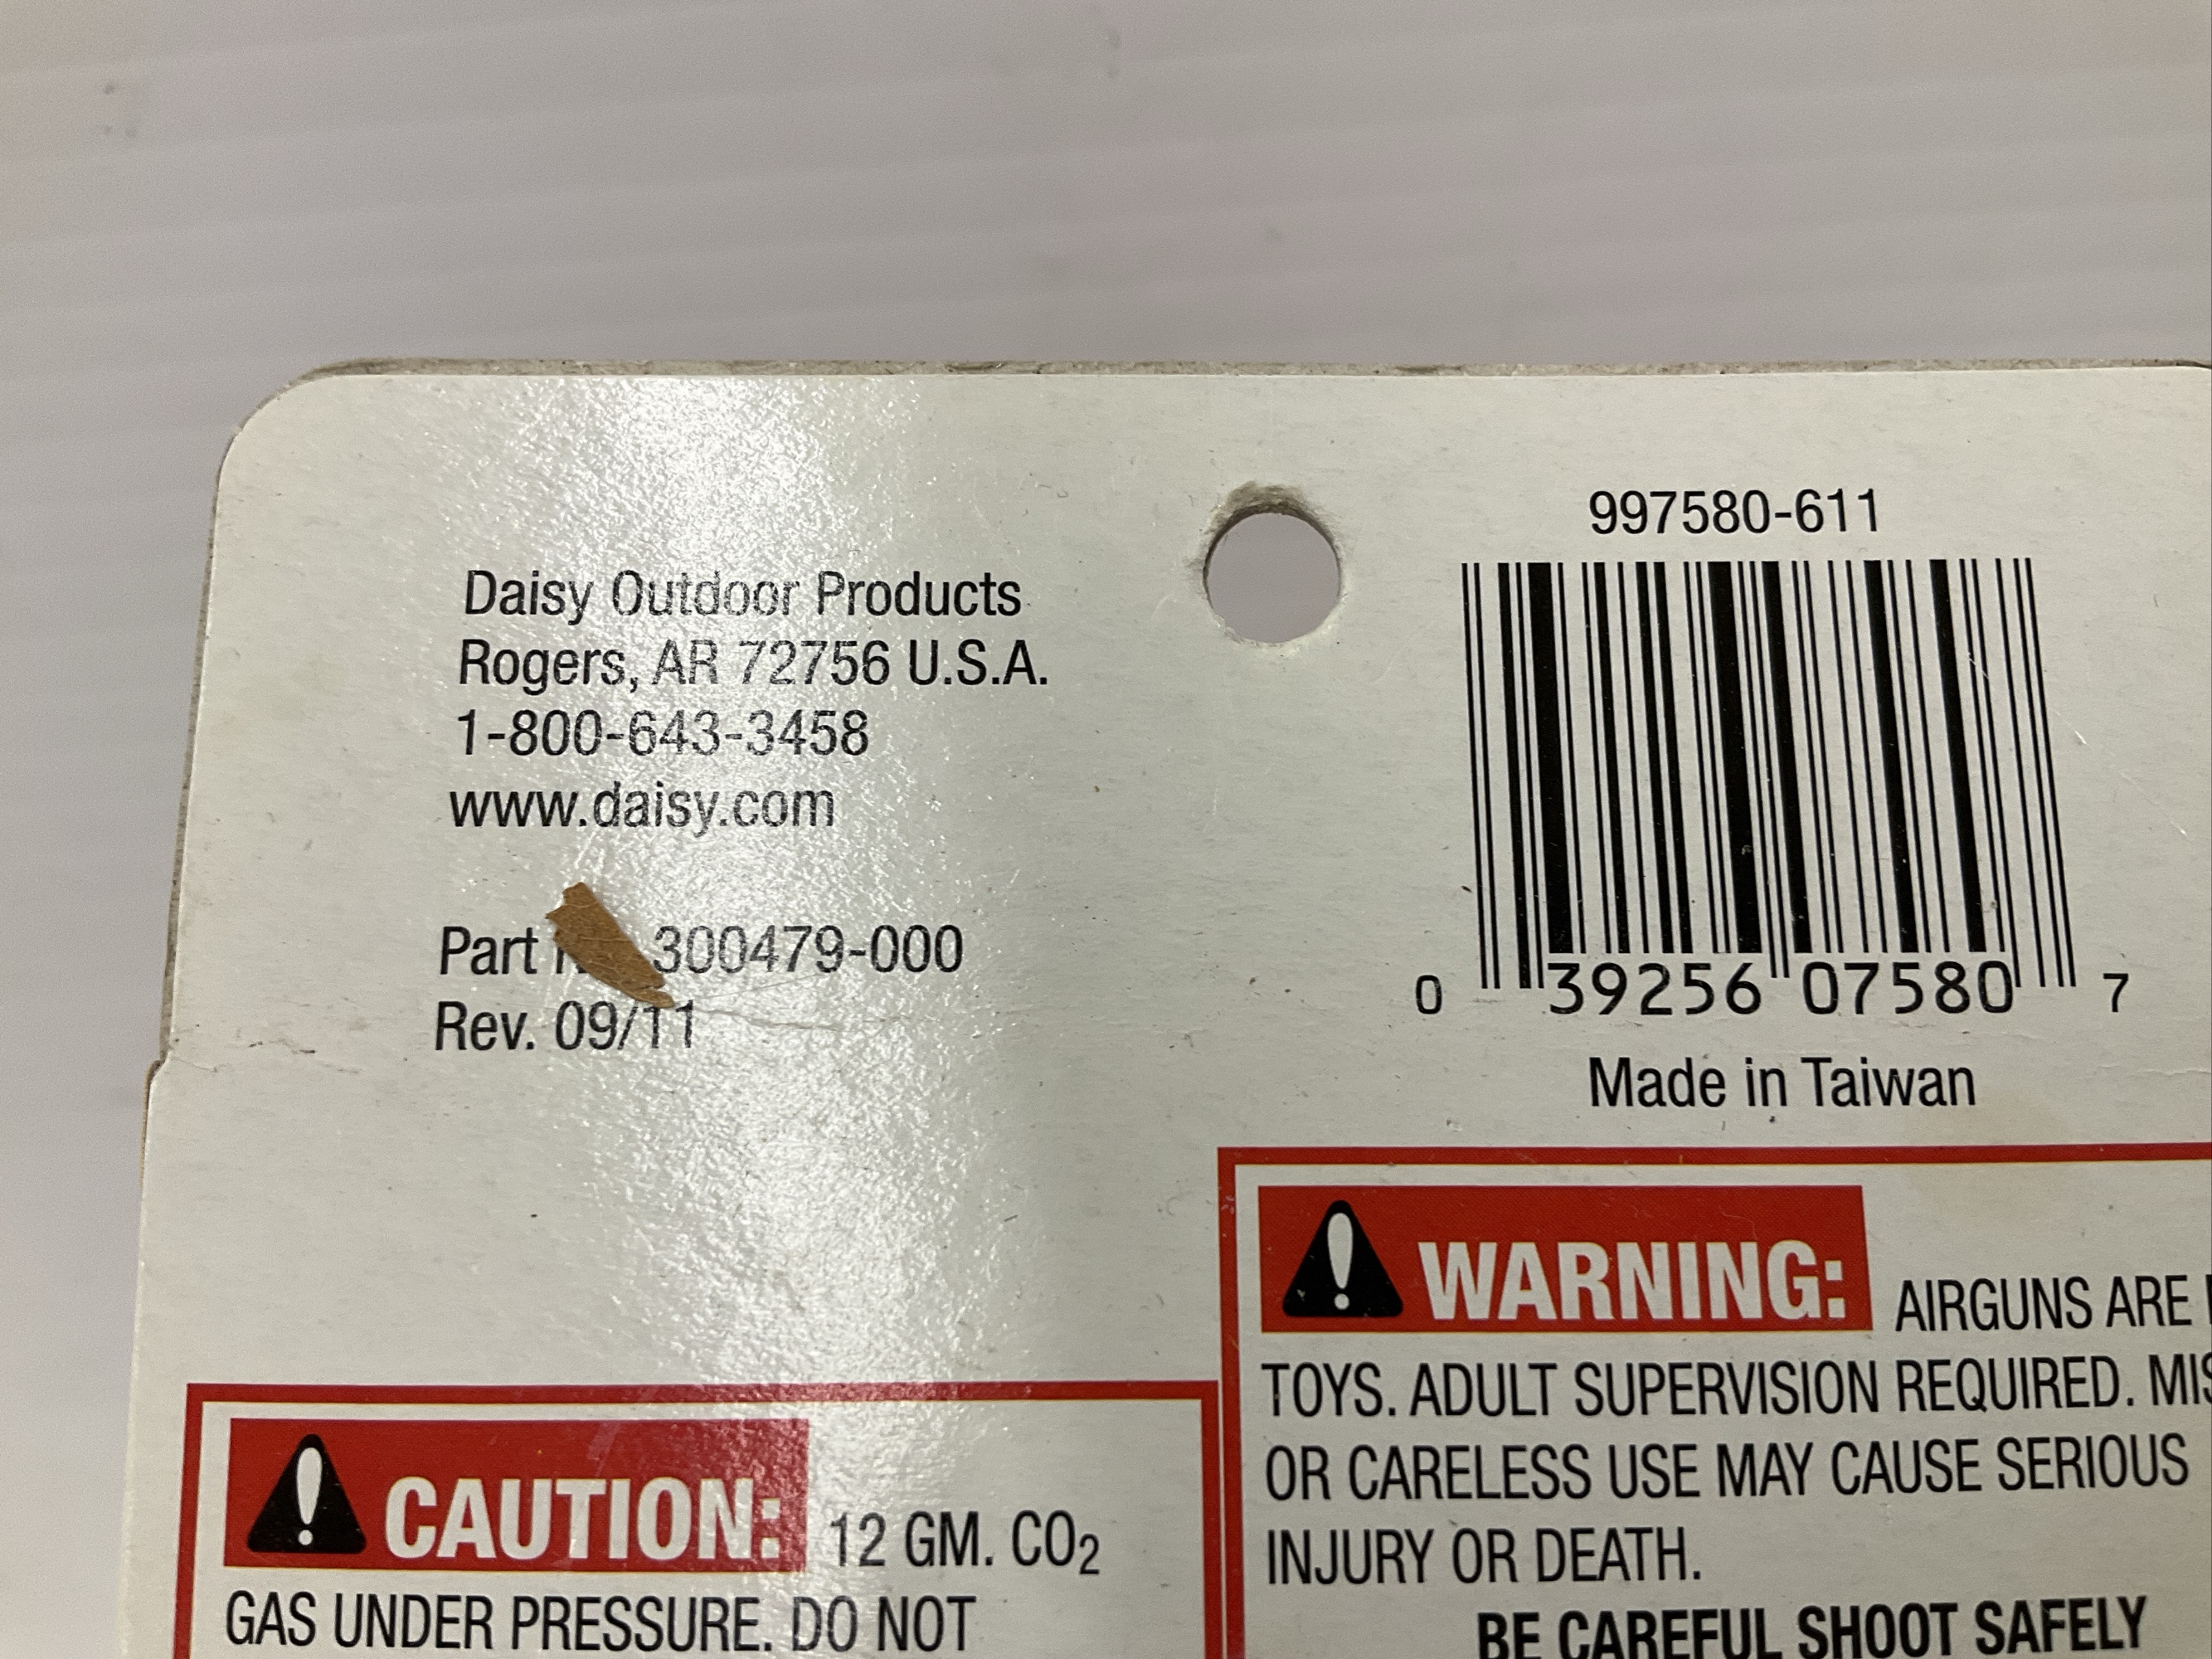 Daisy Outdoor Products
Rogers, AR 72756 U.S.A.
1-800-643-3458
www.daisy.com
Part 300479-000
Rev. 09/11
997580-611
0 39256 07580 7
Made in Taiwan
WARNING: AIRGUNS ARE
TOYS. ADULT SUPERVISION REQUIRED.
OR CARELESS USE MAY CAUSE SERIOUS
INJURY OR DEATH.
BE CAREFUL SHOOT SAFELY
CAUTION: 12 GM. CO₂
GAS UNDER PRESSURE. DO NOT